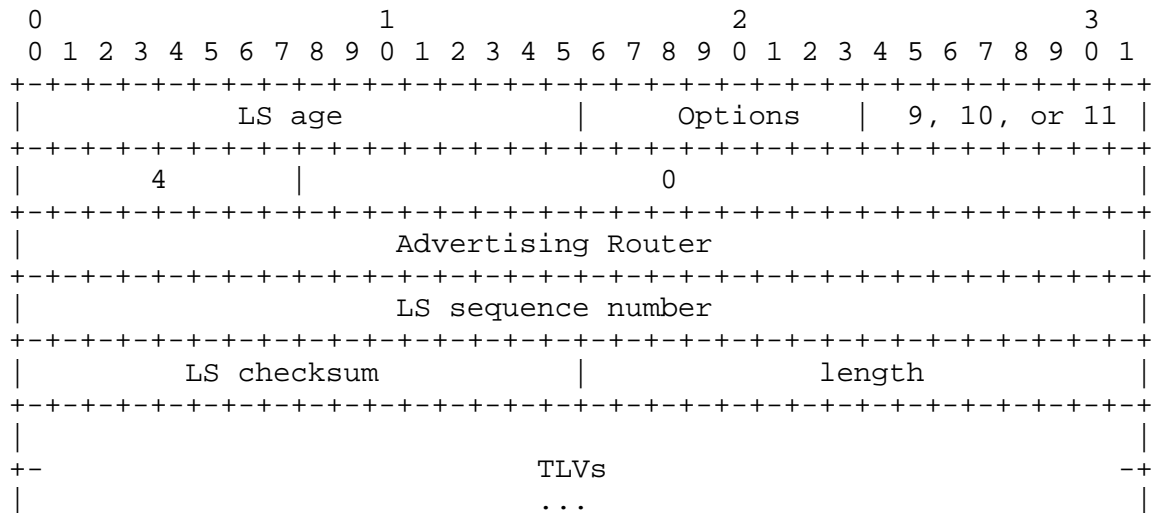 0                   1                   2                   3
 0 1 2 3 4 5 6 7 8 9 0 1 2 3 4 5 6 7 8 9 0 1 2 3 4 5 6 7 8 9 0 1
+-+-+-+-+-+-+-+-+-+-+-+-+-+-+-+-+-+-+-+-+-+-+-+-+-+-+-+-+-+-+-+-+
|            LS age             |     Options   |  9, 10, or 11 |
+-+-+-+-+-+-+-+-+-+-+-+-+-+-+-+-+-+-+-+-+-+-+-+-+-+-+-+-+-+-+-+-+
|       4       |                    0                          |
+-+-+-+-+-+-+-+-+-+-+-+-+-+-+-+-+-+-+-+-+-+-+-+-+-+-+-+-+-+-+-+-+
|                     Advertising Router                        |
+-+-+-+-+-+-+-+-+-+-+-+-+-+-+-+-+-+-+-+-+-+-+-+-+-+-+-+-+-+-+-+-+
|                     LS sequence number                        |
+-+-+-+-+-+-+-+-+-+-+-+-+-+-+-+-+-+-+-+-+-+-+-+-+-+-+-+-+-+-+-+-+
|         LS checksum           |             length            |
+-+-+-+-+-+-+-+-+-+-+-+-+-+-+-+-+-+-+-+-+-+-+-+-+-+-+-+-+-+-+-+-+
|                                                               |
+-                            TLVs                             -+
|                             ...                               |